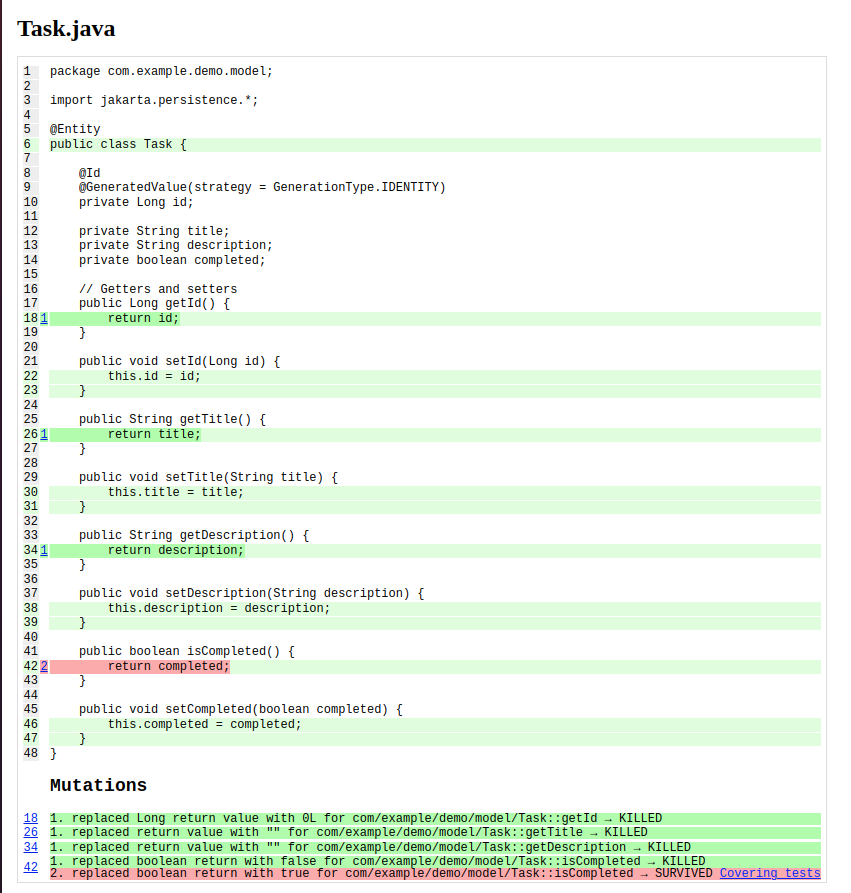 Task.java
1 package com.example.demo.model;
2
3 import jakarta.persistence.*;
4
5 @Entity
6 public class Task {
7
8     @Id
9     @GeneratedValue(strategy = GenerationType.IDENTITY)
10     private Long id;
11
12     private String title;
13     private String description;
14     private boolean completed;
15
16     // Getters and setters
17     public Long getId() {
18 1         return id;
19     }
20
21     public void setId(Long id) {
22         this.id = id;
23     }
24
25     public String getTitle() {
26 1         return title;
27     }
28
29     public void setTitle(String title) {
30         this.title = title;
31     }
32
33     public String getDescription() {
34 1         return description;
35     }
36
37     public void setDescription(String description) {
38         this.description = description;
39     }
40
41     public boolean isCompleted() {
42 2         return completed;
43     }
44
45     public void setCompleted(boolean completed) {
46         this.completed = completed;
47     }
48 }
Mutations
18 1. replaced Long return value with 0L for com/example/demo/model/Task::getId → KILLED
26 1. replaced return value with "" for com/example/demo/model/Task::getTitle → KILLED
34 1. replaced return value with "" for com/example/demo/model/Task::getDescription → KILLED
42 1. replaced boolean return with false for com/example/demo/model/Task::isCompleted → KILLED
2. replaced boolean return with true for com/example/demo/model/Task::isCompleted → SURVIVED Covering tests